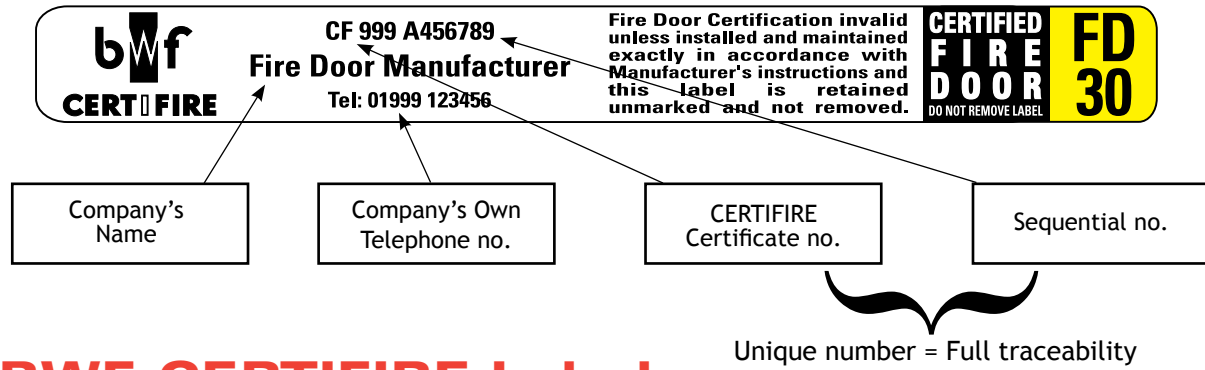 bwf
CERTIFIRE
CF 999 A456789
Fire Door Manufacturer
Tel: 01999 123456
Fire Door Certification invalid
unless installed and maintained
exactly in accordance with
Manufacturer's instructions and
this label is retained
unmarked and not removed.
CERTIFIED
FIRE
DOOR
DO NOT REMOVE LABEL
FD
30
Company's
Name
Company's Own
Telephone no.
CERTIFIRE
Certificate no.
Sequential no.
Unique number = Full traceability
BWF CERTIFIRE Label